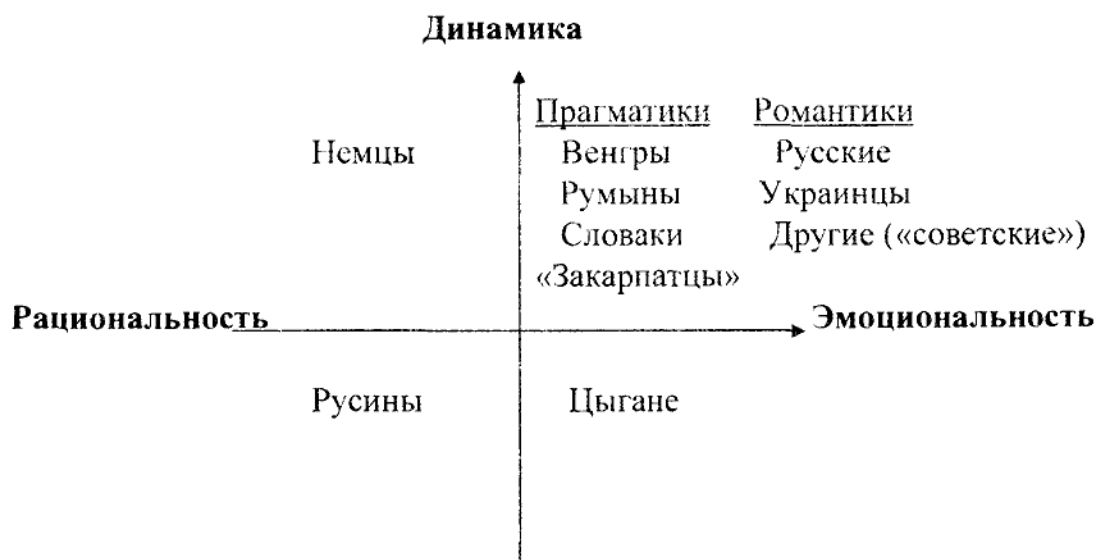 Динамика
Прагматики Романтики
Немцы Венгры Русские
Румыны Украинцы
Словаки Другие («советские»)
«Закарпатцы»
Рациональность Эмоциональность
Русины Цыгане